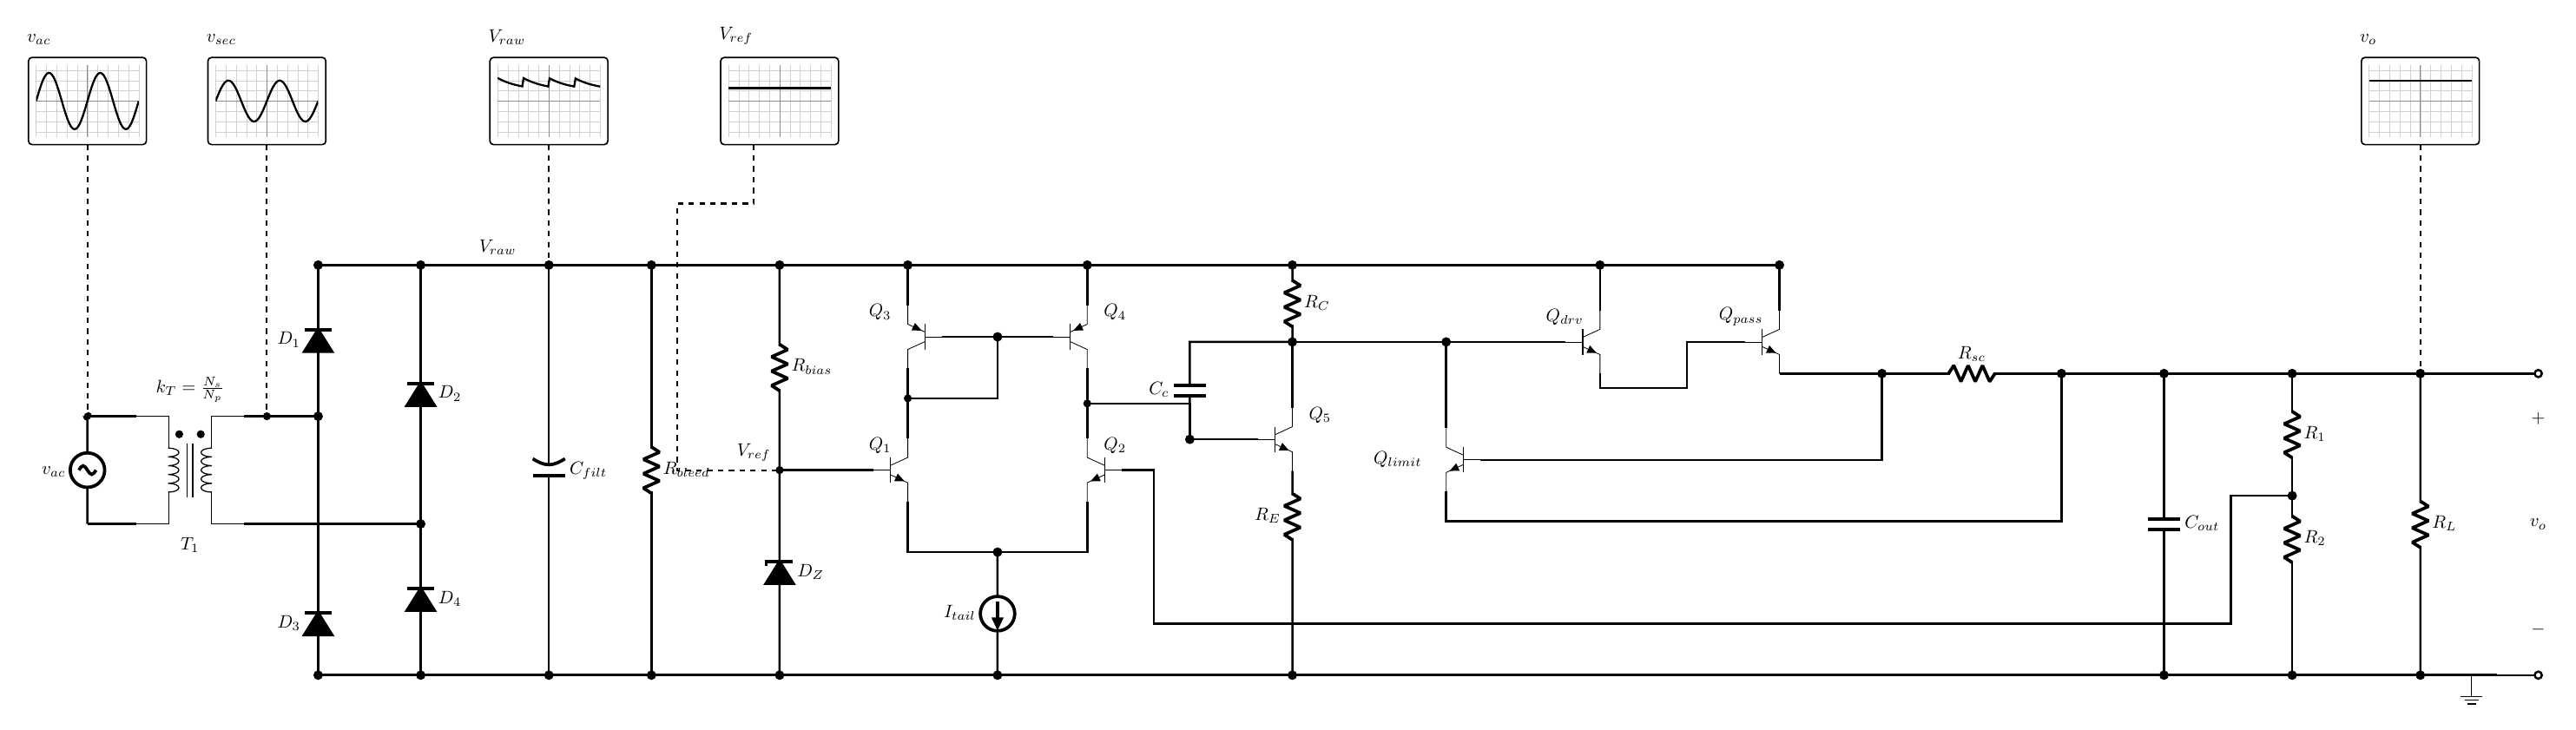 v_ac
v_sec
V_raw
V_ref
v_o
V_raw
Q_3
Q_4
R_C
Q_drv
Q_pass
D_1
R_sc
R_bias
k_T = N_s/N_p
D_2
C_c
Q_5
+
R_1
V_ref
Q_1
Q_2
Q_limit
v_ac
C_filt
R_bleed
R_E
C_out
R_L
v_o
T_1
R_2
D_Z
D_4
I_tail
D_3
−